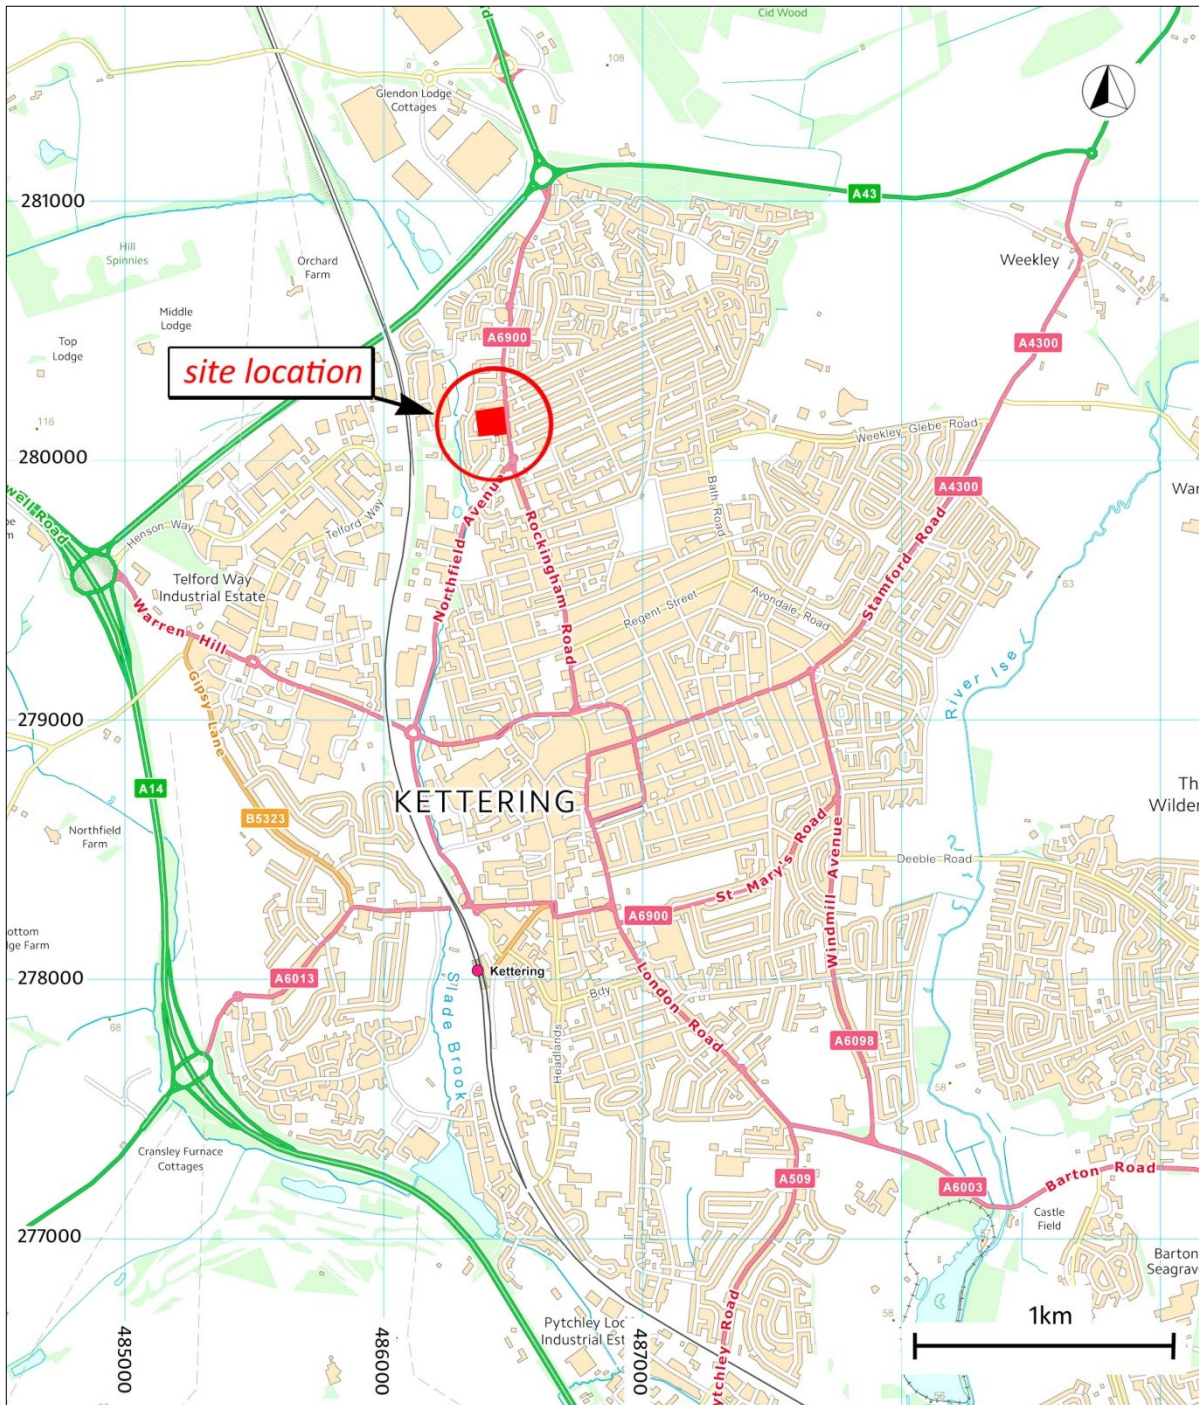 Cid Wood
108
Glendon Lodge
Cottages
A43
281000
Hill
Spinnies
Orchard
Farm
Weekley
Middle
Lodge
A6900
Top
Lodge
A4300
site location
116
Weekley Glebe Road
280000
A4300
Northfield Avenue
Bath Road
Henson Way
Telford Way
Rockingham Road
Stamford Road
63
Telford Way
Industrial Estate
Avondale Road
Regent Street
Warren Hill
Gipsy Lane
River Ise
279000
A14
KETTERING
B5323
Northfield
Farm
St Mary's Road
Windmill Avenue
Deeble Road
A6900
278000
A6013
Kettering
Slade Brook
Bdy
London Road
Headlands
68
A6098
58
Cransley Furnace
Cottages
A509
A6003
Barton Road
Castle
Field
277000
Barton
1km
58
Industrial Est
485000
486000
487000
56